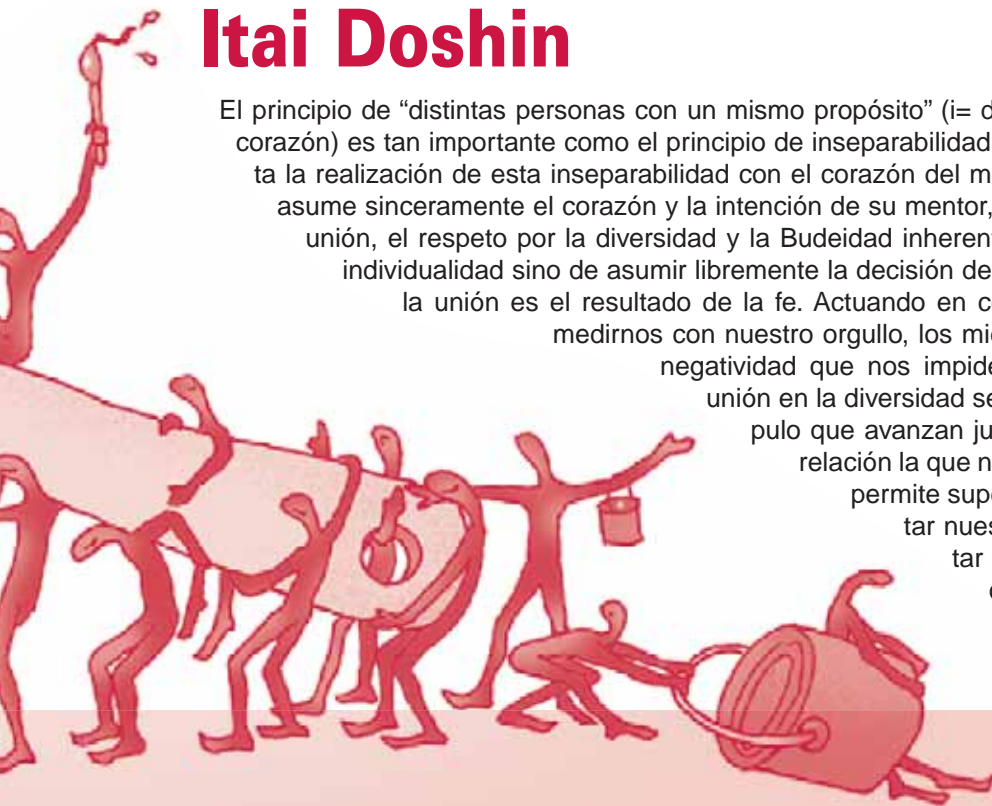 Itai Doshin
El principio de “distintas personas con un mismo propósito” (i= d
corazón) es tan importante como el principio de inseparabilidad
ta la realización de esta inseparabilidad con el corazón del m
asume sinceramente el corazón y la intención de su mentor,
unión, el respeto por la diversidad y la Budeidad inheren
individualidad sino de asumir libremente la decisión de
la unión es el resultado de la fe. Actuando en c
medirnos con nuestro orgullo, los mie
negatividad que nos impide
unión en la diversidad se
pulo que avanzan ju
relación la que n
permite supe
tar nues
tar